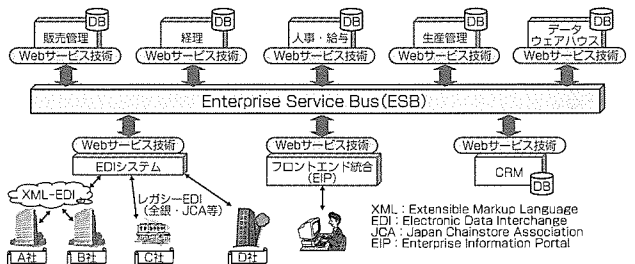 DB
DB
DB
DB
DB
販売管理
経理
人事・給与
生産管理
データ
ウェアハウス
Webサービス技術
Webサービス技術
Webサービス技術
Webサービス技術
Webサービス技術
Enterprise Service Bus(ESB)
Webサービス技術
Webサービス技術
Webサービス技術
EDIシステム
フロントエンド統合
(EIP)
CRM
DB
XML-EDI
レガシーEDI
(全銀・JCA等)
A社
B社
C社
D社
XML：Extensible Markup Language
EDI：Electronic Data Interchange
JCA：Japan Chainstore Association
EIP：Enterprise Information Portal